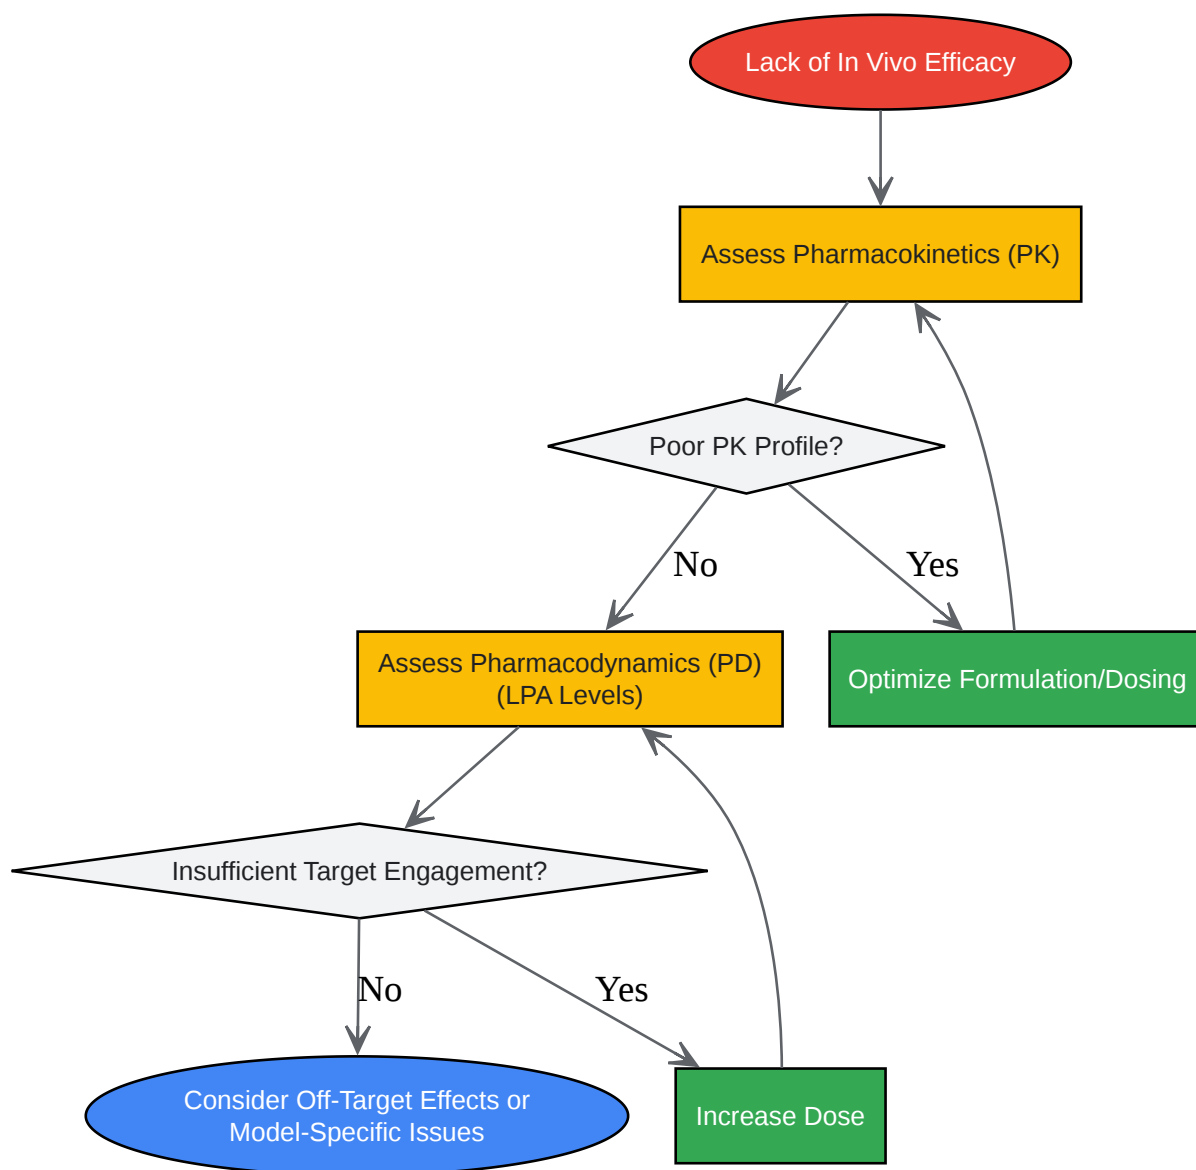 Lack of In Vivo Efficacy
Assess Pharmacokinetics (PK)
Poor PK Profile?
No
Yes
Assess Pharmacodynamics (PD)
(LPA Levels)
Optimize Formulation/Dosing
Insufficient Target Engagement?
No
Yes
Consider Off-Target Effects or
Model-Specific Issues
Increase Dose